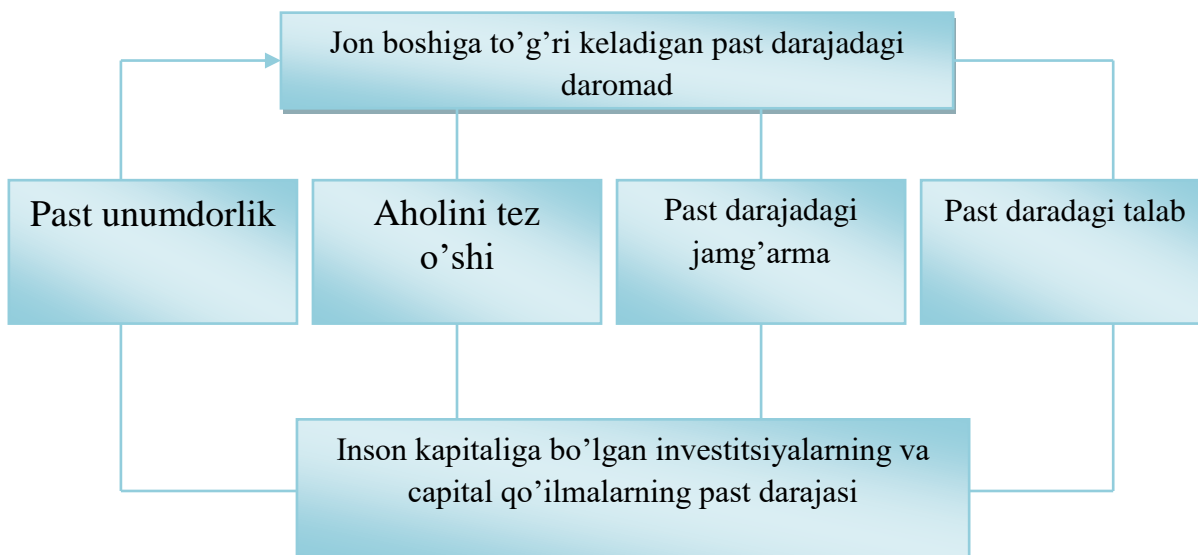 Jon boshiga to’g’ri keladigan past darajadagi
daromad
Past unumdorlik
Aholini tez
o’shi
Past darajadagi
jamg’arma
Past daradagi talab
Inson kapitaliga bo’lgan investitsiyalarning va
capital qo’ilmalarning past darajasi